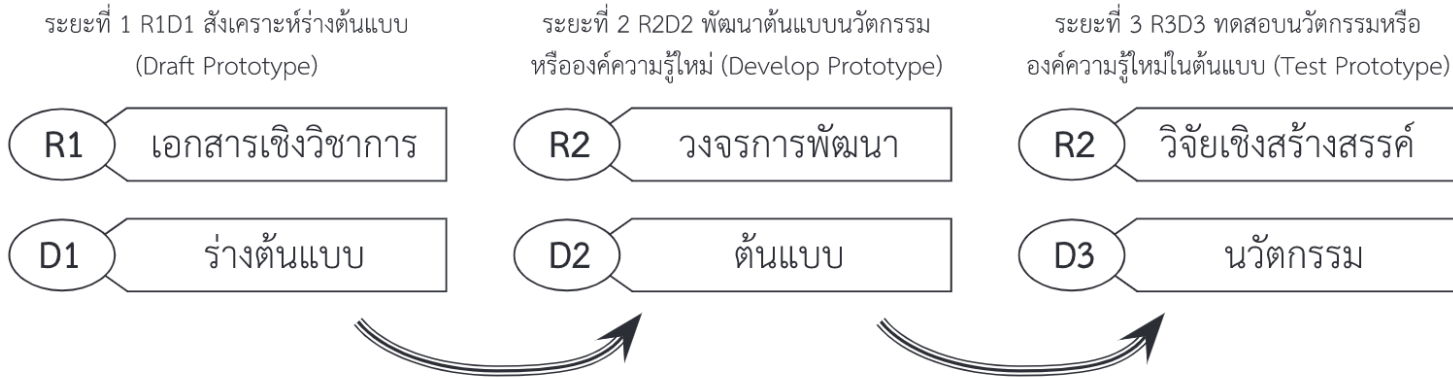 ระยะที่ 1 R1D1 สังเคราะห์ร่างต้นแบบ
(Draft Prototype)
R1 เอกสารเชิงวิชาการ
D1 ร่างต้นแบบ
ระยะที่ 2 R2D2 พัฒนาต้นแบบนวัตกรรม
หรือองค์ความรู้ใหม่ (Develop Prototype)
R2 วงจรการพัฒนา
D2 ต้นแบบ
ระยะที่ 3 R3D3 ทดสอบนวัตกรรมหรือ
องค์ความรู้ใหม่ในต้นแบบ (Test Prototype)
R2 วิจัยเชิงสร้างสรรค์
D3 นวัตกรรม